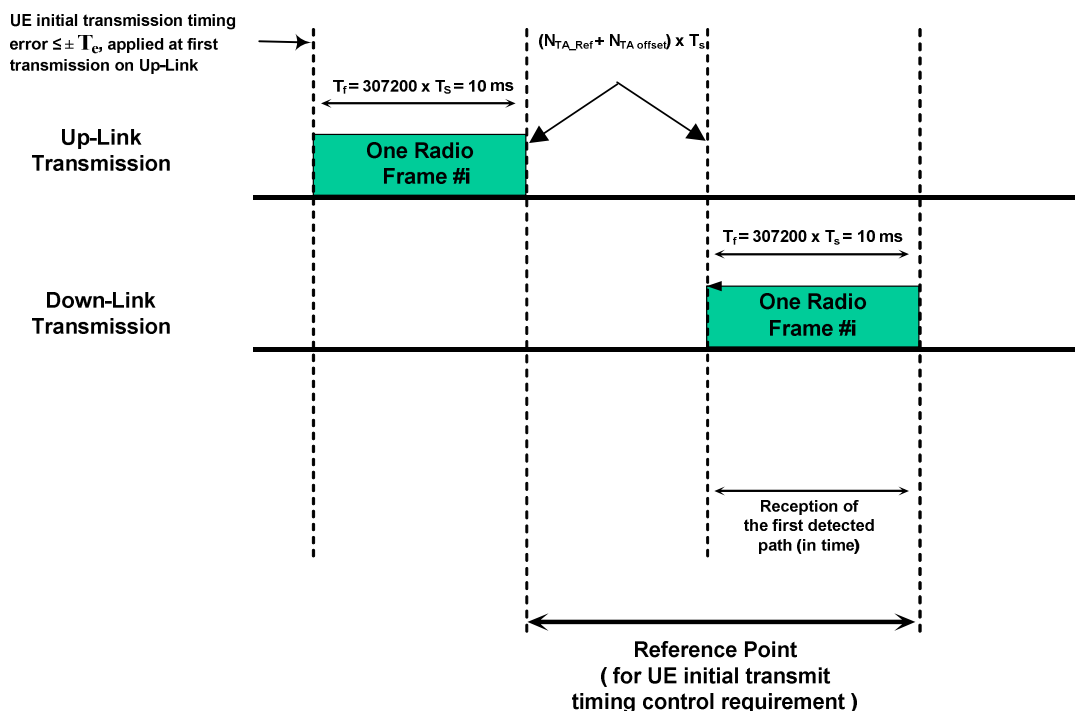 UE initial transmission timing
error ≤ ± Te, applied at first
transmission on Up-Link
(NTA_Ref + NTA offset) x Ts
Tf = 307200 x TS = 10 ms
Up-Link
Transmission
One Radio
Frame #i
Tf = 307200 x Ts = 10 ms
Down-Link
Transmission
One Radio
Frame #i
Reception of
the first detected
path (in time)
Reference Point
( for UE initial transmit
timing control requirement )